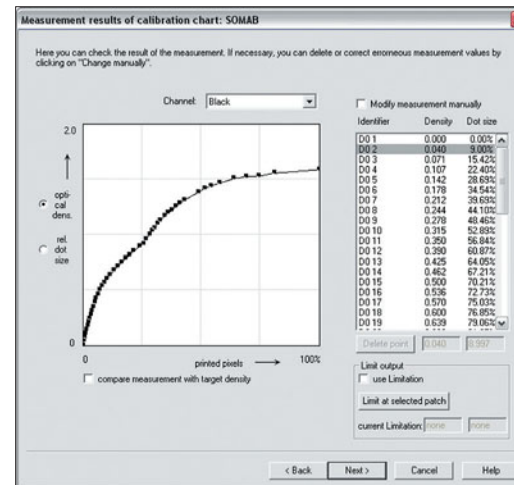 Measurement results of calibration chart: SOMAB
Here you can check the result of the measurement. If necessary, you can delete or correct erroneous measurement values by
clicking on "Change manually".
Channel: Black
Modify measurement manually
Identifier Density Dot size
D0 1 0.000 0.00%
D0 2 0.040 9.00%
D0 3 0.071 15.42%
D0 4 0.107 22.40%
D0 5 0.142 28.69%
D0 6 0.178 34.54%
D0 7 0.212 39.69%
D0 8 0.244 44.10%
D0 9 0.278 48.46%
D0 10 0.315 52.89%
D0 11 0.350 56.84%
D0 12 0.390 60.87%
D0 13 0.425 64.05%
D0 14 0.462 67.21%
D0 15 0.500 70.21%
D0 16 0.536 72.73%
D0 17 0.570 75.03%
D0 18 0.600 76.85%
D0 19 0.639 79.06%
2.0
opti-
cal
dens.
rel.
dot
size
0
0 printed pixels 100%
compare measurement with target density
Delete point 0.040 8.997
Limit output
use Limitation
Limit at selected patch
current Limitation: none none
< Back Next > Cancel Help